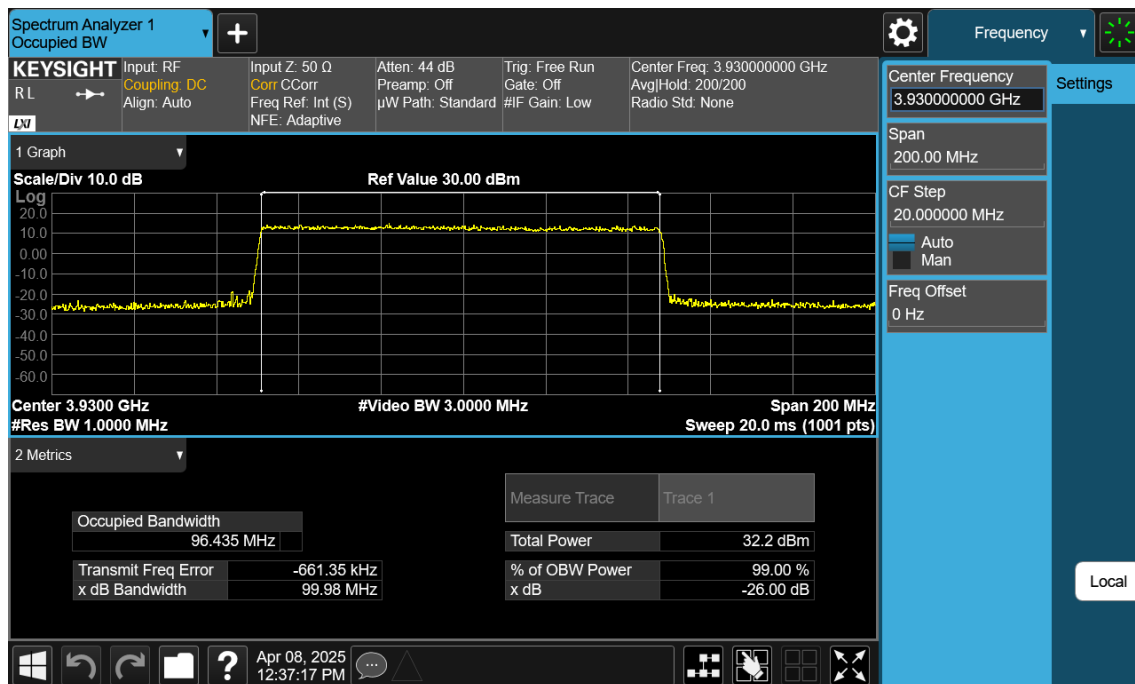 Spectrum Analyzer 1
Occupied BW
Frequency
KEYSIGHT
R L
LXI
Input: RF
Coupling: DC
Align: Auto
Input Z: 50 Ω
Corr CCorr
Freq Ref: Int (S)
NFE: Adaptive
Atten: 44 dB
Preamp: Off
µW Path: Standard
Trig: Free Run
Gate: Off
#IF Gain: Low
Center Freq: 3.930000000 GHz
Avg|Hold: 200/200
Radio Std: None
Center Frequency
3.930000000 GHz
Settings
Span
200.00 MHz
CF Step
20.000000 MHz
Auto
Man
Freq Offset
0 Hz
1 Graph
Scale/Div 10.0 dB
Ref Value 30.00 dBm
Log
20.0
10.0
0.00
-10.0
-20.0
-30.0
-40.0
-50.0
-60.0
Center 3.9300 GHz
#Video BW 3.0000 MHz
Span 200 MHz
#Res BW 1.0000 MHz
Sweep 20.0 ms (1001 pts)
2 Metrics
Measure Trace
Trace 1
Occupied Bandwidth
96.435 MHz
Total Power
32.2 dBm
Transmit Freq Error
-661.35 kHz
% of OBW Power
99.00 %
x dB Bandwidth
99.98 MHz
x dB
-26.00 dB
Local
?
Apr 08, 2025
12:37:17 PM